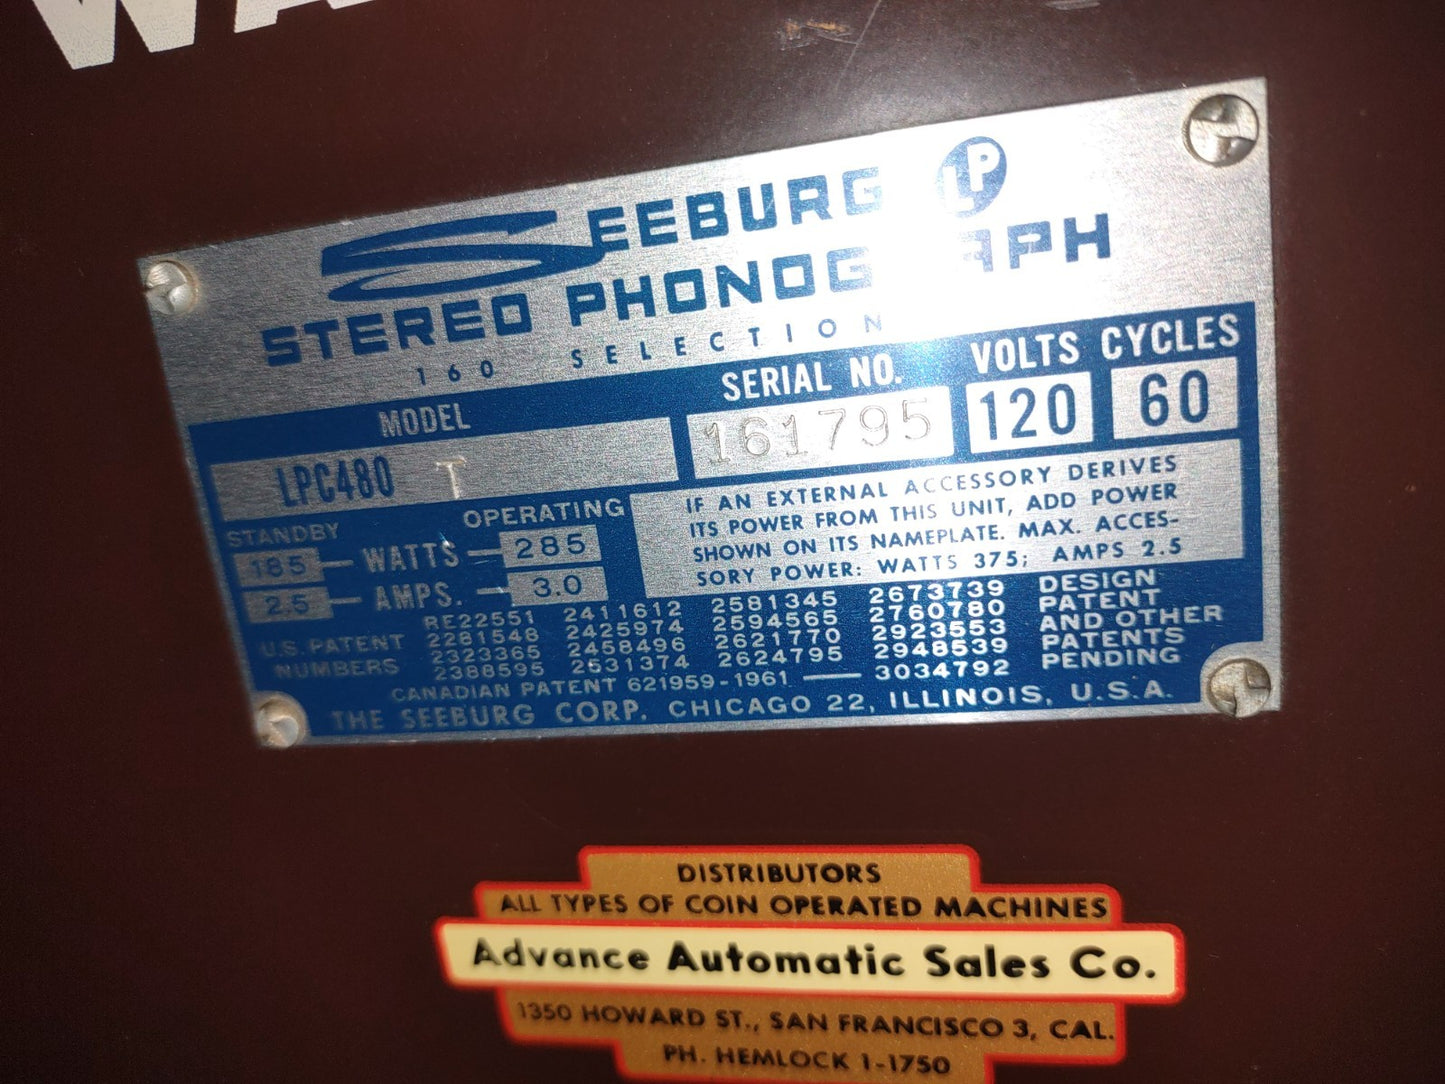 WA
SEEBURG LP
STEREO PHONOGRAPH
160 SELECTION
MODEL SERIAL NO. VOLTS CYCLES
LPC480 T 161795 120 60
STANDBY OPERATING
185 — WATTS — 285
2.5 — AMPS. — 3.0
IF AN EXTERNAL ACCESSORY DERIVES
ITS POWER FROM THIS UNIT, ADD POWER
SHOWN ON ITS NAMEPLATE. MAX. ACCES-
SORY POWER: WATTS 375; AMPS 2.5
U.S. PATENT
NUMBERS
RE22551 2411612 2581345 2673739
2281548 2425974 2594565 2760780
2323365 2458496 2621770 2923553
2388595 2531374 2624795 2948539
CANADIAN PATENT 621959-1961 — 3034792
DESIGN
PATENT
AND OTHER
PATENTS
PENDING
THE SEEBURG CORP. CHICAGO 22, ILLINOIS, U.S.A.
DISTRIBUTORS
ALL TYPES OF COIN OPERATED MACHINES
Advance Automatic Sales Co.
1350 HOWARD ST., SAN FRANCISCO 3, CAL.
PH. HEMLOCK 1-1750